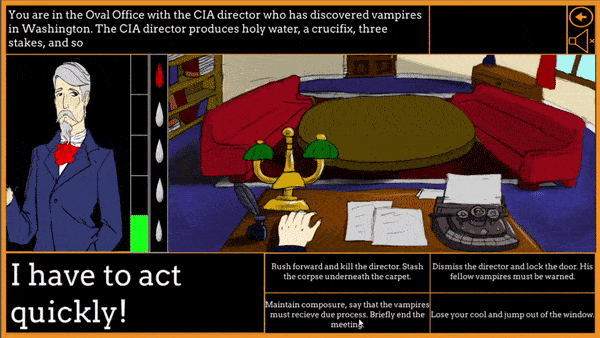 You are in the Oval Office with the CIA director who has discovered vampires
in Washington. The CIA director produces holy water, a crucifix, three
stakes, and so
I have to act
quickly!
Rush forward and kill the director. Stash
the corpse underneath the carpet.
Dismiss the director and lock the door. His
fellow vampires must be warned.
Maintain composure, say that the vampires
must recieve due process. Briefly end the
meeting.
Lose your cool and jump out of the window.